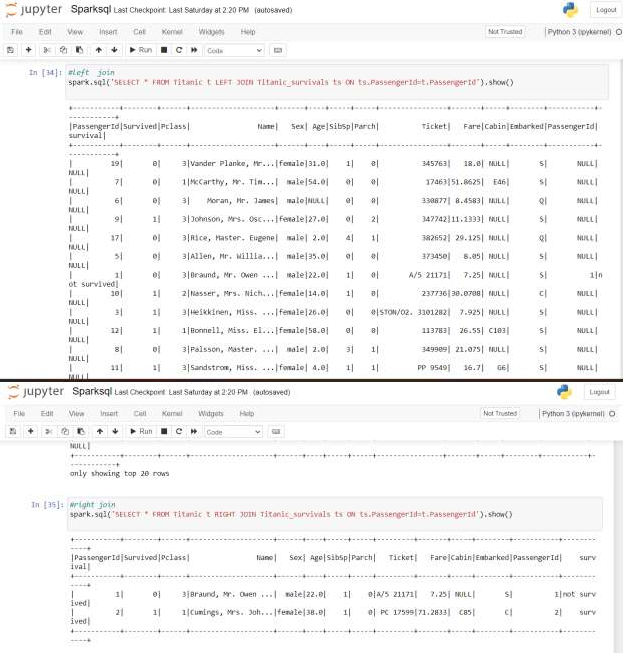 jupyter Sparksql Last Checkpoint: Last Saturday at 2:20 PM (autosaved) Logout
File Edit View Insert Cell Kernel Widgets Help Not Trusted Python 3 (ipykernel)
Run Code
In [34]: #left join
spark.sql('SELECT * FROM Titanic t LEFT JOIN Titanic_survivals ts ON ts.PassengerId=t.PassengerId').show()
+-----------+--------+------+--------------------+------+----+-----+-----+----------------+-------+-----+--------+-----------+-
-----------+
|PassengerId|Survived|Pclass| Name| Sex| Age|SibSp|Parch| Ticket| Fare|Cabin|Embarked|PassengerId|
survival|
+-----------+--------+------+--------------------+------+----+-----+-----+----------------+-------+-----+--------+-----------+-
-----------+
| 19| 0| 3|Vander Planke, Mr...|female|31.0| 1| 0| 345763| 18.0| NULL| S| NULL|
NULL|
| 7| 0| 1|McCarthy, Mr. Tim...| male|54.0| 0| 0| 17463|51.8625| E46| S| NULL|
NULL|
| 6| 0| 3| Moran, Mr. James| male|NULL| 0| 0| 330877| 8.4583| NULL| Q| NULL|
NULL|
| 9| 1| 3|Johnson, Mrs. Osc...|female|27.0| 0| 2| 347742|11.1333| NULL| S| NULL|
NULL|
| 17| 0| 3|Rice, Master. Eugene| male| 2.0| 4| 1| 382652| 29.125| NULL| Q| NULL|
NULL|
| 5| 0| 3|Allen, Mr. Willia...| male|35.0| 0| 0| 373450| 8.05| NULL| S| NULL|
NULL|
| 1| 0| 3|Braund, Mr. Owen ...| male|22.0| 1| 0| A/5 21171| 7.25| NULL| S| 1|n
ot survived|
| 10| 1| 2|Nasser, Mrs. Nich...|female|14.0| 1| 0| 237736|30.0708| NULL| C| NULL|
NULL|
| 3| 1| 3|Heikkinen, Miss. ...|female|26.0| 0| 0|STON/O2. 3101282| 7.925| NULL| S| NULL|
NULL|
| 12| 1| 1|Bonnell, Miss. El...|female|58.0| 0| 0| 113783| 26.55| C103| S| NULL|
NULL|
| 8| 0| 3|Palsson, Master. ...| male| 2.0| 3| 1| 349909| 21.075| NULL| S| NULL|
NULL|
| 11| 1| 3|Sandstrom, Miss. ...|female| 4.0| 1| 1| PP 9549| 16.7| G6| S| NULL|
NULL|
jupyter Sparksql Last Checkpoint: Last Saturday at 2:20 PM (autosaved) Logout
File Edit View Insert Cell Kernel Widgets Help Not Trusted Python 3 (ipykernel)
Run Code
NULL|
+-----------+--------+------+--------------------+------+----+-----+-----+----------------+-------+-----+--------+-----------+-
-----------+
only showing top 20 rows
In [35]: #right join
spark.sql('SELECT * FROM Titanic t RIGHT JOIN Titanic_survivals ts ON ts.PassengerId=t.PassengerId').show()
+-----------+--------+------+--------------------+------+----+-----+-----+---------+-------+-----+--------+-----------+--------
----+
|PassengerId|Survived|Pclass| Name| Sex| Age|SibSp|Parch| Ticket| Fare|Cabin|Embarked|PassengerId| surv
ival|
+-----------+--------+------+--------------------+------+----+-----+-----+---------+-------+-----+--------+-----------+--------
----+
| 1| 0| 3|Braund, Mr. Owen ...| male|22.0| 1| 0|A/5 21171| 7.25| NULL| S| 1|not surv
ived|
| 2| 1| 1|Cumings, Mrs. Joh...|female|38.0| 1| 0| PC 17599|71.2833| C85| C| 2| surv
ived|
+-----------+--------+------+--------------------+------+----+-----+-----+---------+-------+-----+--------+-----------+--------
----+